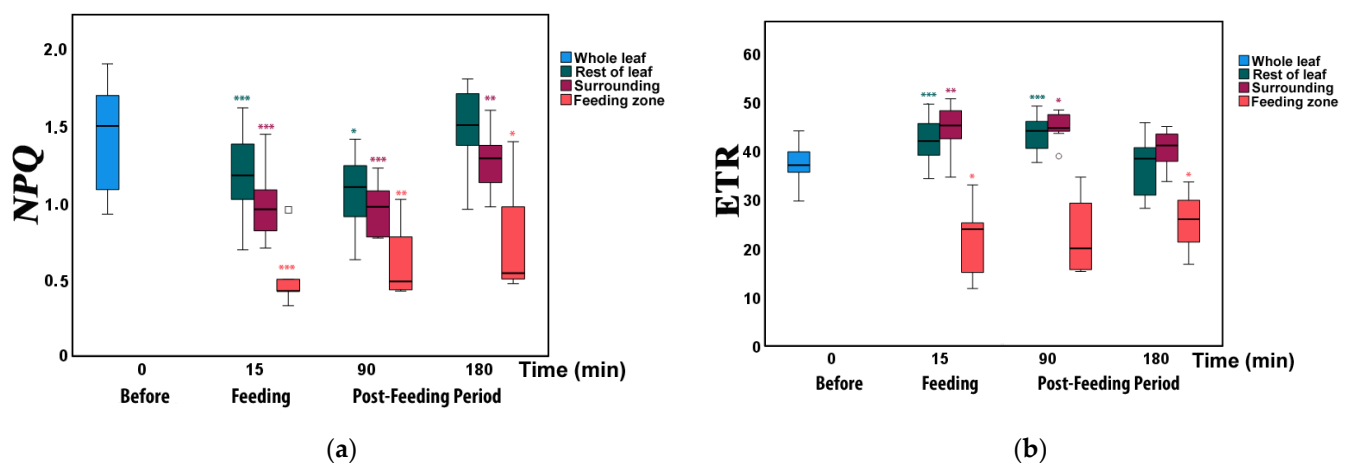 NPQ
2.0
1.5
1.0
0.5
0
*** *** ***
* *** **
** *
Whole leaf
Rest of leaf
Surrounding
Feeding zone
0 15 90 180 Time (min)
Before Feeding Post-Feeding Period
(a)
ETR
60
50
40
30
20
10
0
*** ** *
*** *
*
Whole leaf
Rest of leaf
Surrounding
Feeding zone
0 15 90 180 Time (min)
Before Feeding Post-Feeding Period
(b)